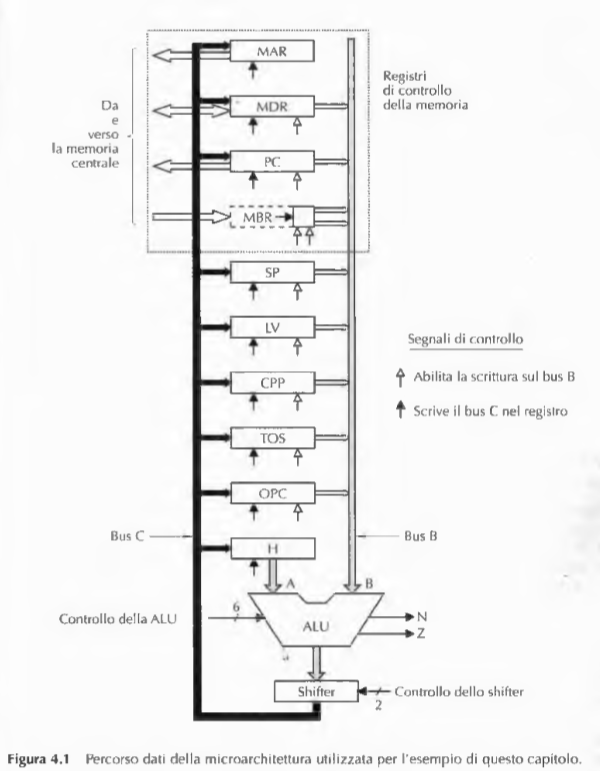 MAR
Registri
di controllo
della memoria
Da
e
verso
la memoria
centrale
MDR
PC
MBR
SP
LV
Segnali di controllo
Abilita la scrittura sul bus B
CPP
Scrive il bus C nel registro
TOS
OPC
Bus C
Bus B
H
A
B
6
Controllo della ALU
ALU
N
Z
Shifter
Controllo dello shifter
2
Figura 4.1 Percorso dati della microarchitettura utilizzata per l'esempio di questo capitolo.